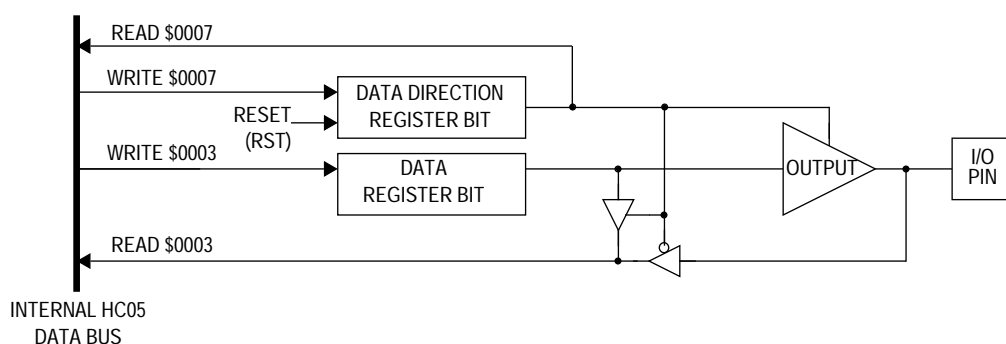 READ $0007
WRITE $0007
DATA DIRECTION
REGISTER BIT
RESET
(RST)
WRITE $0003
DATA
REGISTER BIT
OUTPUT
I/O
PIN
READ $0003
INTERNAL HC05
DATA BUS